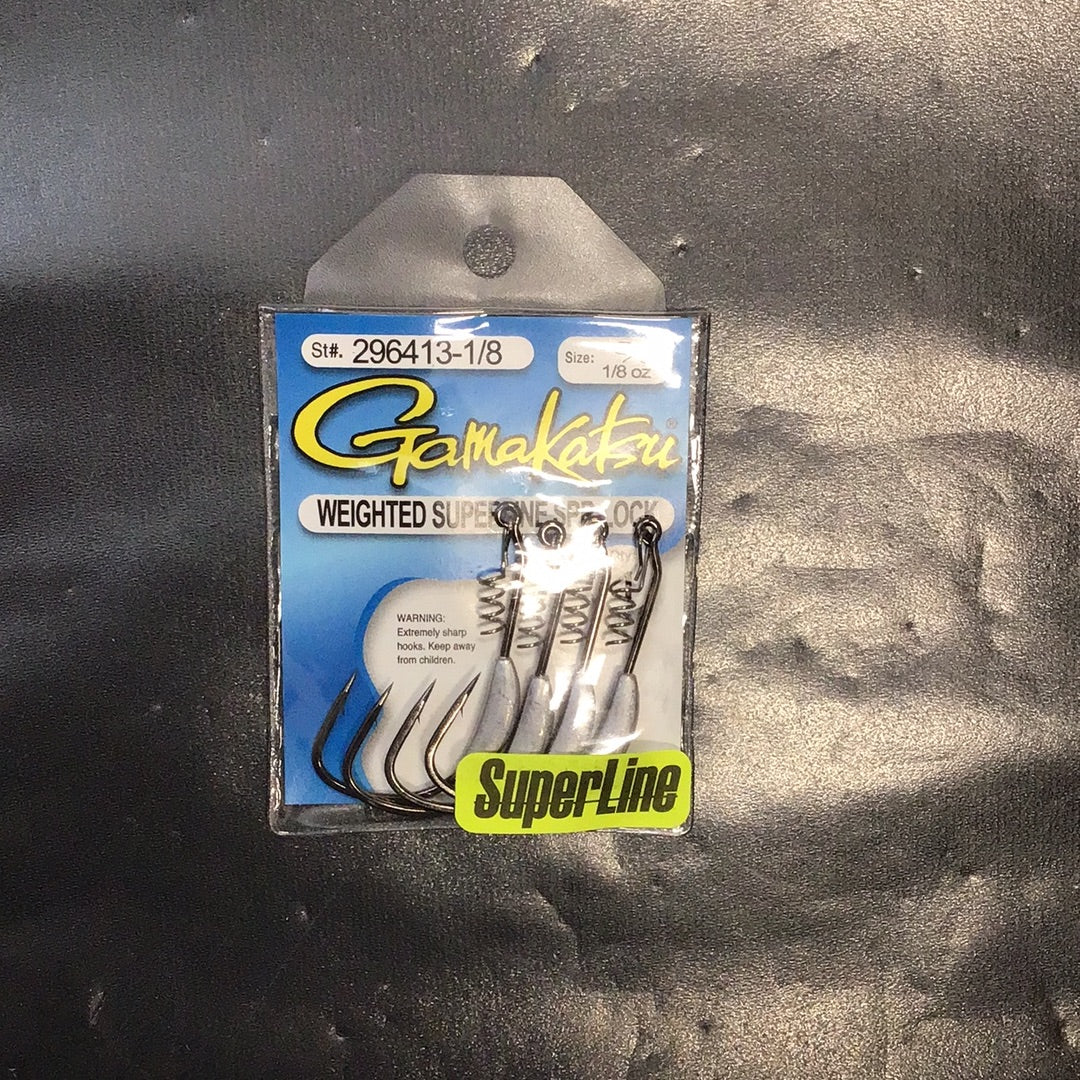 St#. 296413-1/8
Size:
1/8 oz
Gamakatsu®
WEIGHTED SUPERLINE LOCK
WARNING:
Extremely sharp
hooks. Keep away
from children.
SuperLine